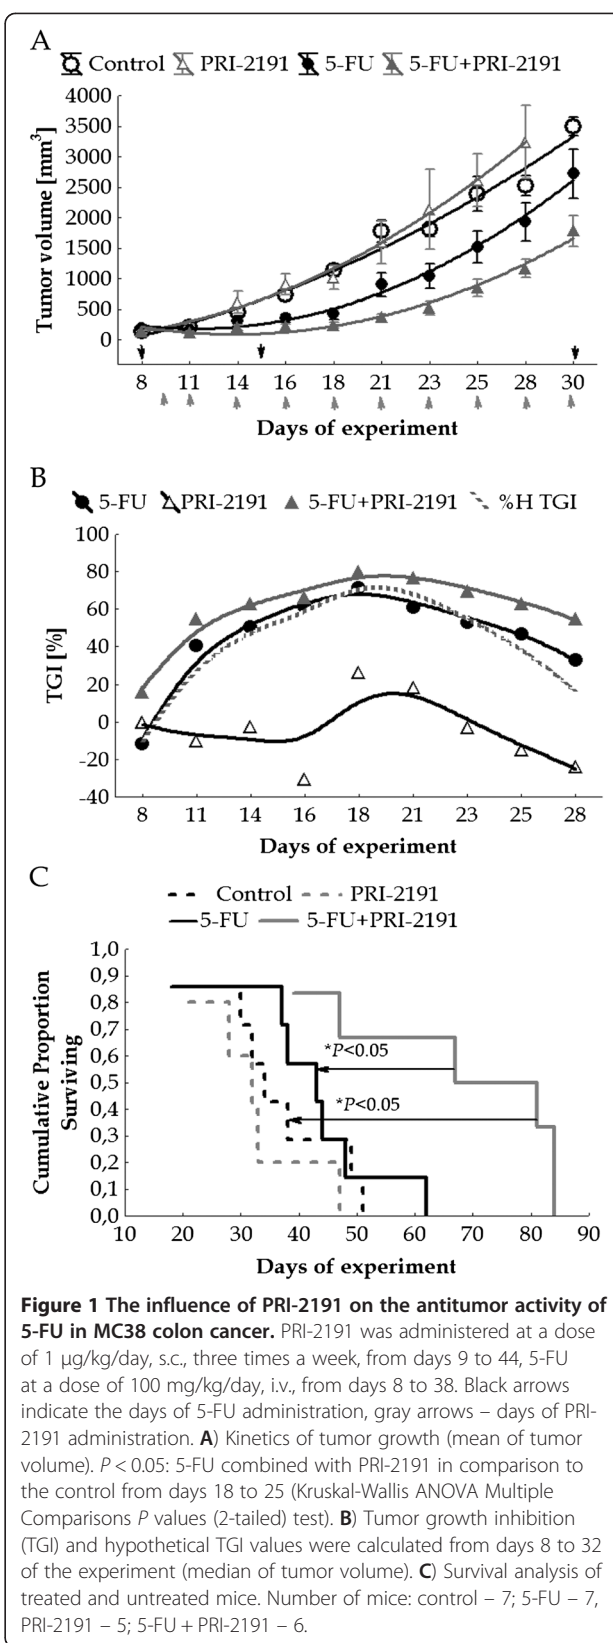 A
Control PRI-2191 5-FU 5-FU+PRI-2191
4000
3500
3000
2500
2000
1500
1000
500
0
Tumor volume [mm³]
8 11 14 16 18 21 23 25 28 30
Days of experiment
B
5-FU PRI-2191 5-FU+PRI-2191 %H TGI
100
80
60
40
20
0
-20
-40
TGI [%]
8 11 14 16 18 21 23 25 28
Days of experiment
C
Control PRI-2191
5-FU 5-FU+PRI-2191
1,0
0,9
0,8
0,7
0,6
0,5
0,4
0,3
0,2
0,1
0,0
Cumulative Proportion
Surviving
*P<0.05
*P<0.05
10 20 30 40 50 60 70 80 90
Days of experiment
Figure 1 The influence of PRI-2191 on the antitumor activity of
5-FU in MC38 colon cancer. PRI-2191 was administered at a dose
of 1 μg/kg/day, s.c., three times a week, from days 9 to 44, 5-FU
at a dose of 100 mg/kg/day, i.v., from days 8 to 38. Black arrows
indicate the days of 5-FU administration, gray arrows – days of PRI-
2191 administration. A) Kinetics of tumor growth (mean of tumor
volume). P < 0.05: 5-FU combined with PRI-2191 in comparison to
the control from days 18 to 25 (Kruskal-Wallis ANOVA Multiple
Comparisons P values (2-tailed) test). B) Tumor growth inhibition
(TGI) and hypothetical TGI values were calculated from days 8 to 32
of the experiment (median of tumor volume). C) Survival analysis of
treated and untreated mice. Number of mice: control – 7; 5-FU – 7,
PRI-2191 – 5; 5-FU + PRI-2191 – 6.